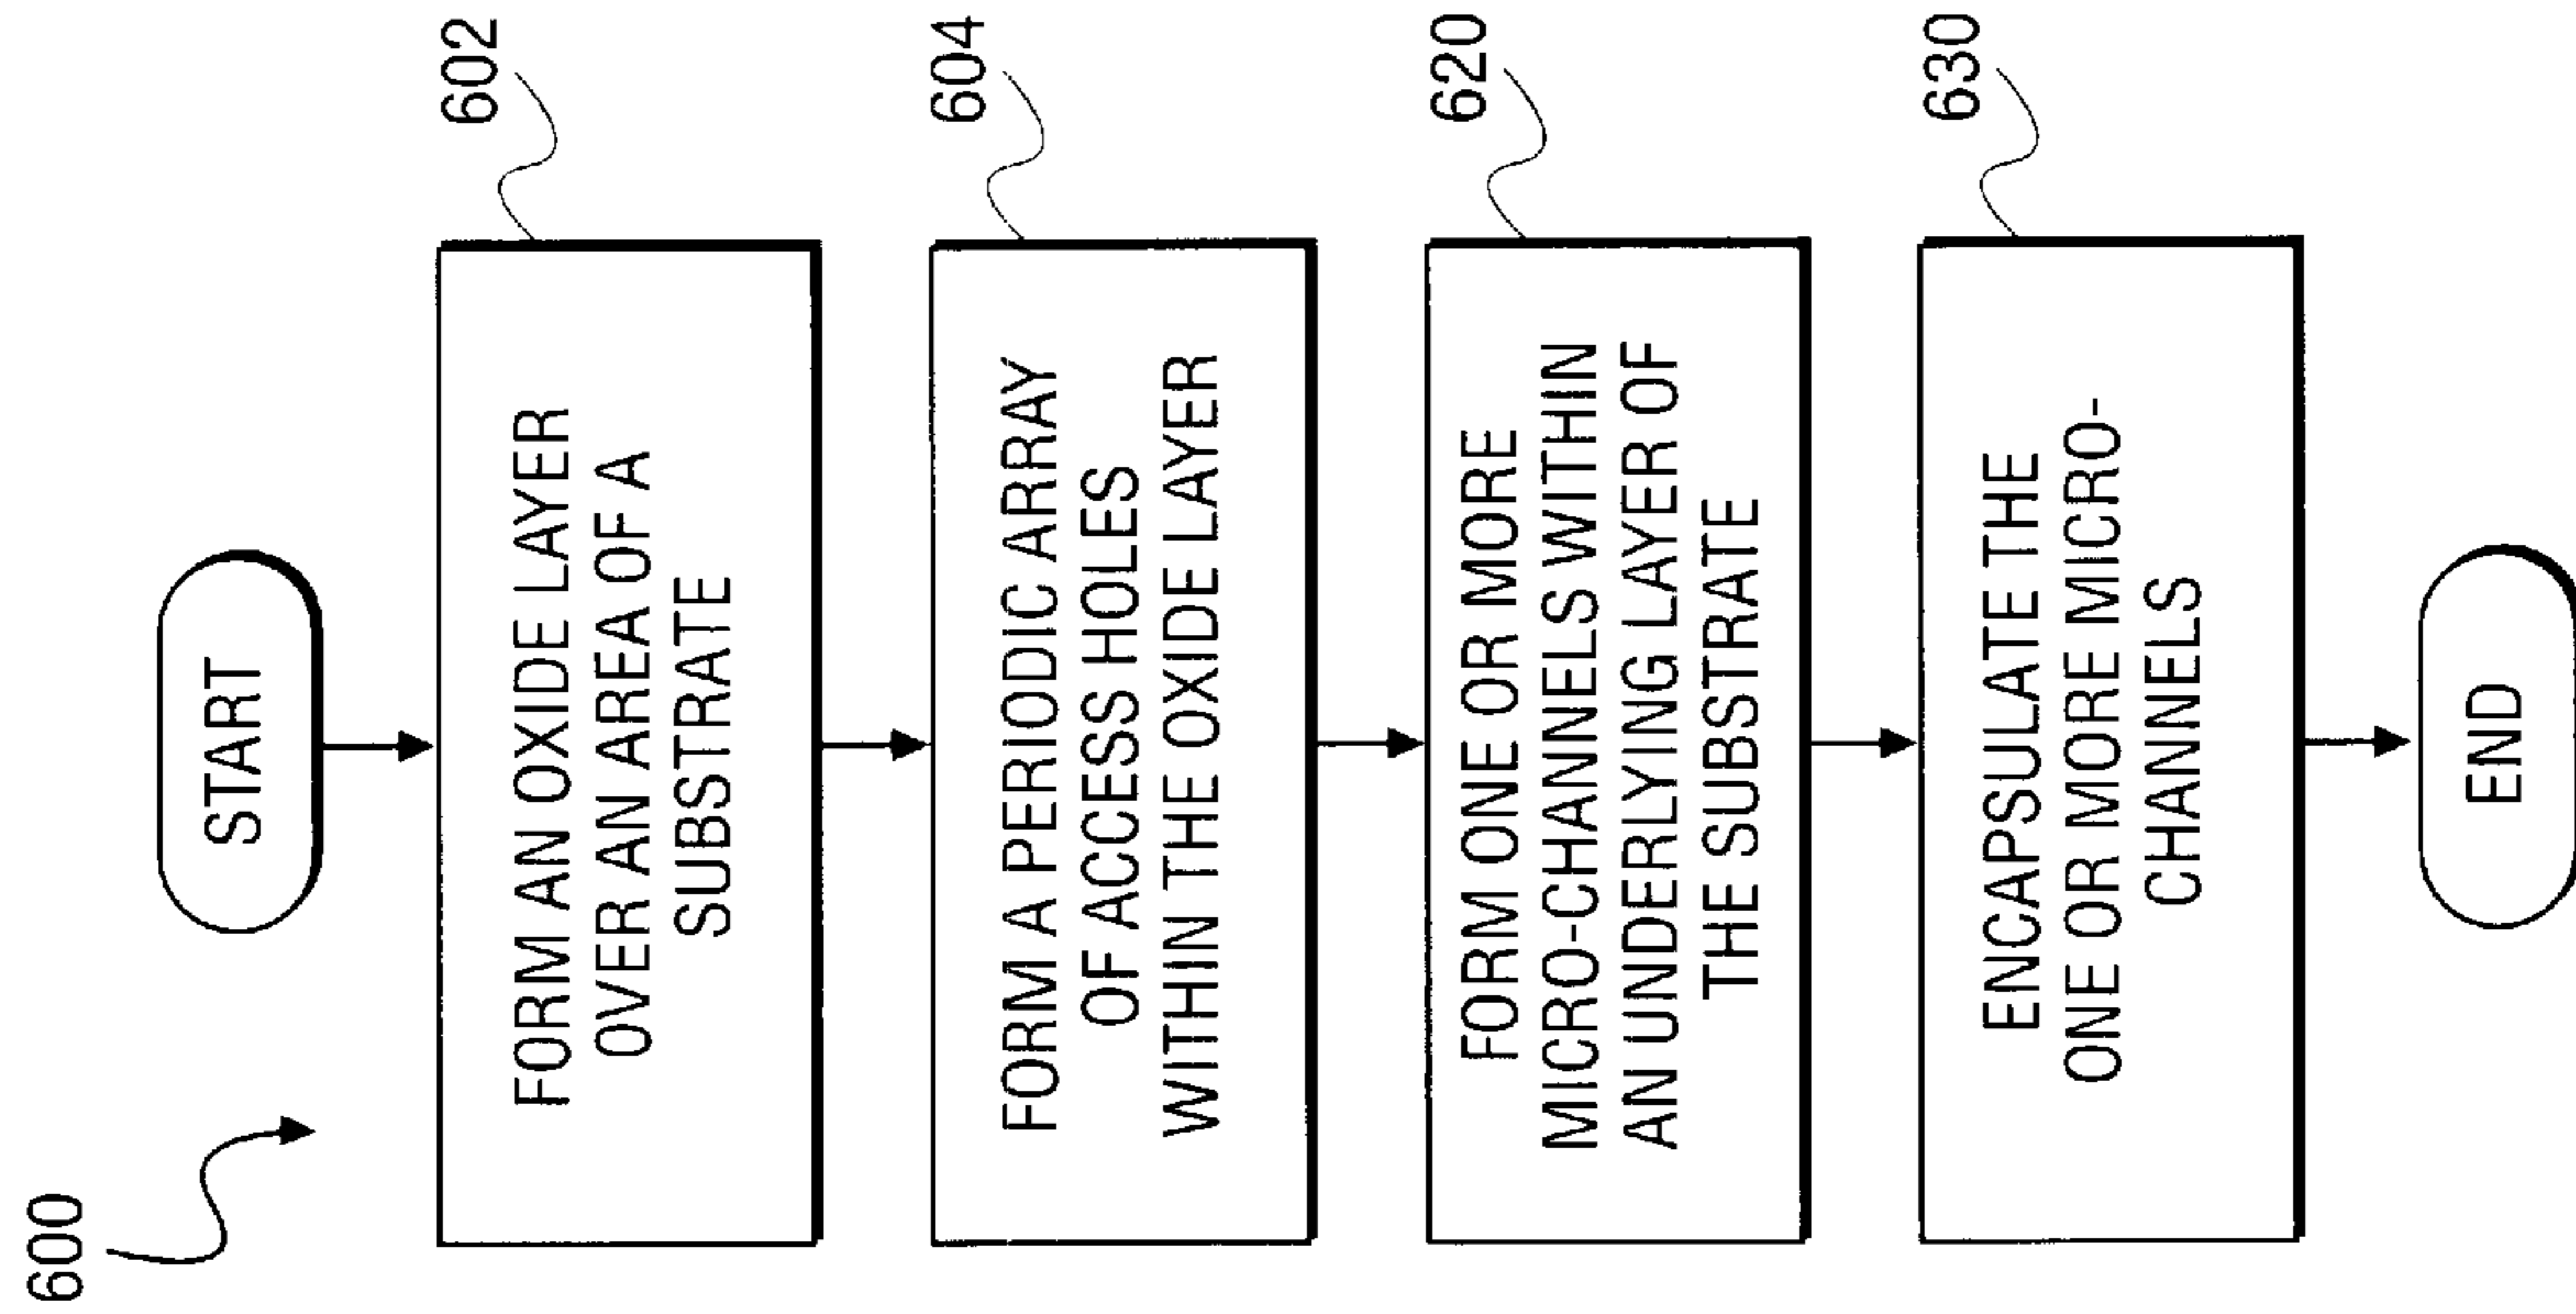 600
START
602
FORM AN OXIDE LAYER
OVER AN AREA OF A
SUBSTRATE
604
FORM A PERIODIC ARRAY
OF ACCESS HOLES
WITHIN THE OXIDE LAYER
620
FORM ONE OR MORE
MICRO-CHANNELS WITHIN
AN UNDERLYING LAYER OF
THE SUBSTRATE
630
ENCAPSULATE THE
ONE OR MORE MICRO-
CHANNELS
END